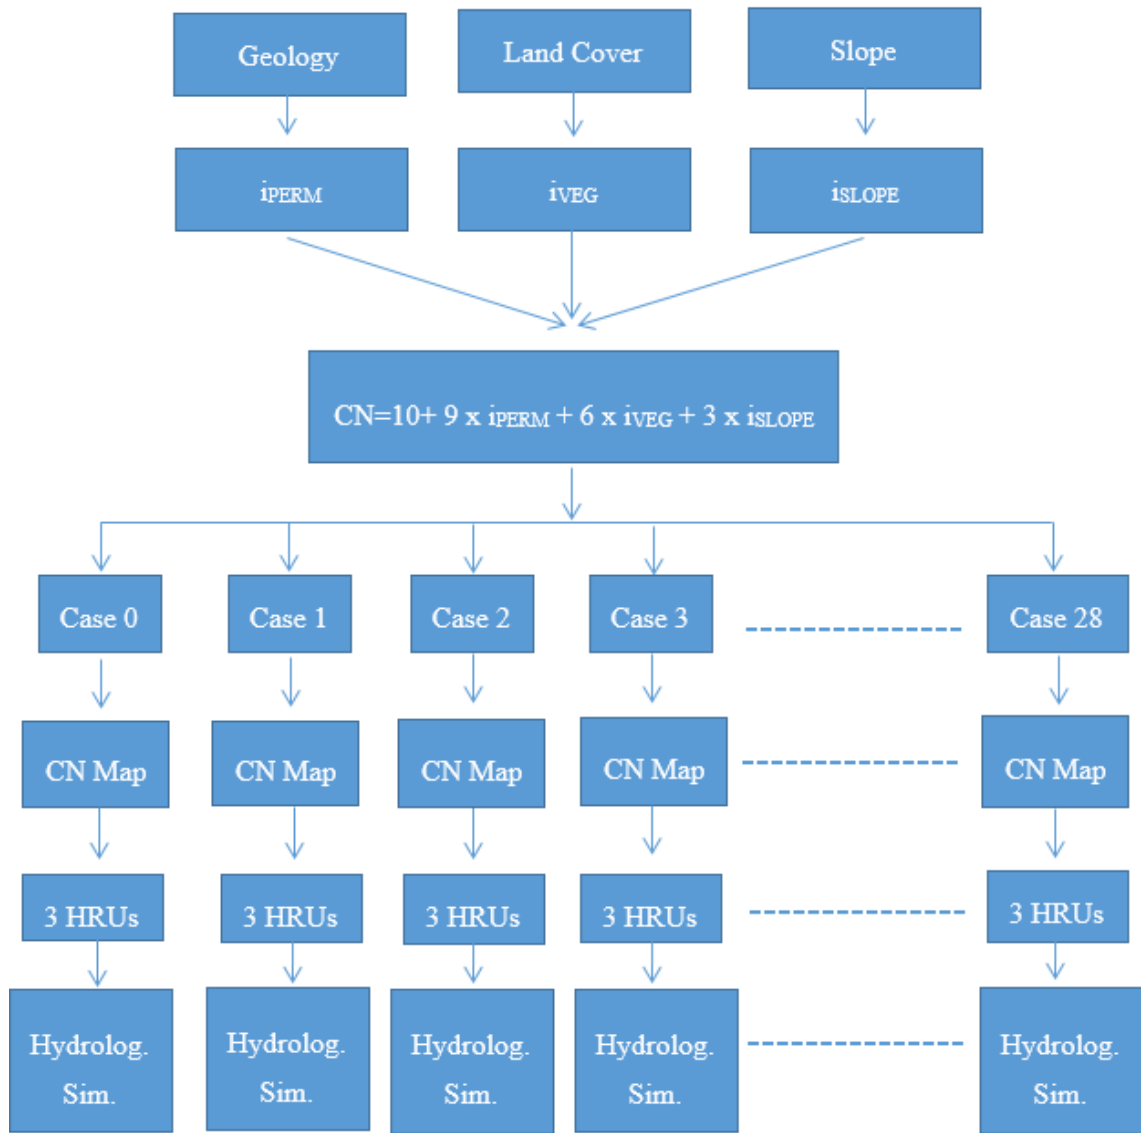 Geology
Land Cover
Slope
iPERM
iVEG
iSLOPE
CN=10+ 9 x iPERM + 6 x iVEG + 3 x iSLOPE
Case 0
Case 1
Case 2
Case 3
Case 28
CN Map
CN Map
CN Map
CN Map
CN Map
3 HRUs
3 HRUs
3 HRUs
3 HRUs
3 HRUs
Hydrolog.
Sim.
Hydrolog.
Sim.
Hydrolog.
Sim.
Hydrolog.
Sim.
Hydrolog.
Sim.